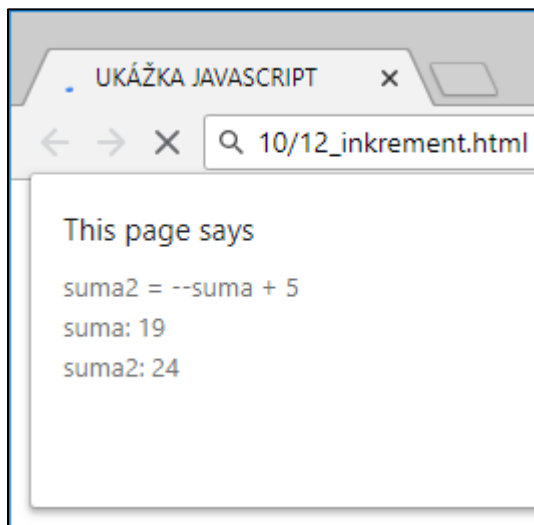 UKÁŽKA JAVASCRIPT
10/12_inkrement.html
This page says
suma2 = --suma + 5
suma: 19
suma2: 24